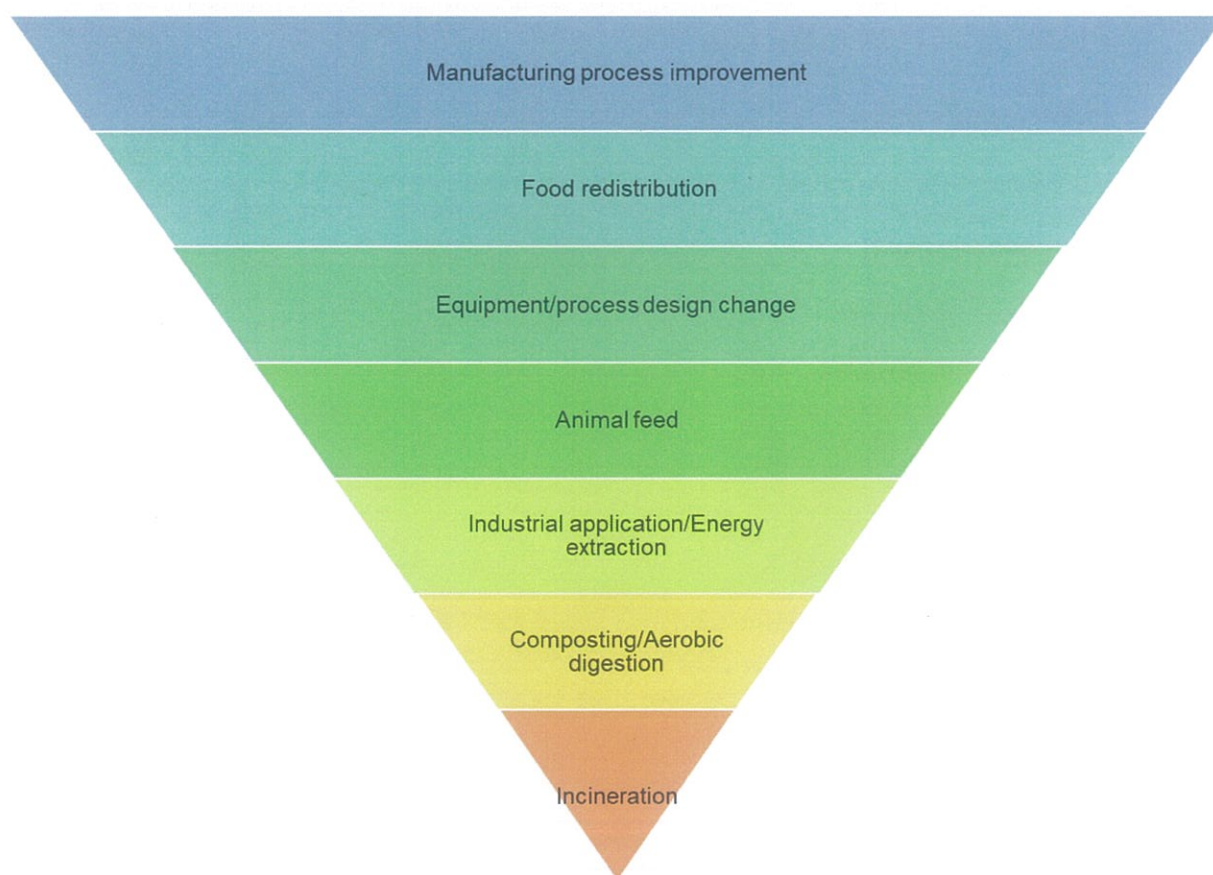 Manufacturing process improvement
Food redistribution
Equipment/process design change
Animal feed
Industrial application/Energy
extraction
Composting/Aerobic
digestion
Incineration